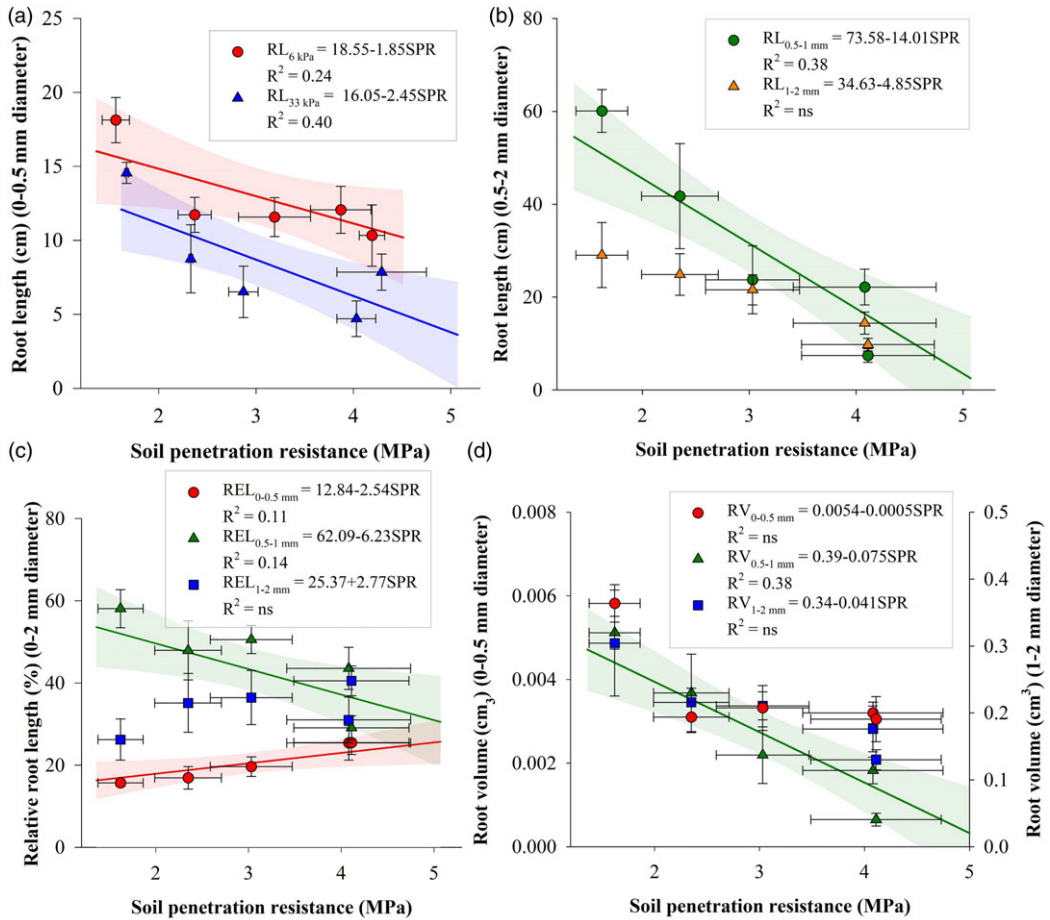 (a)
RL6 kPa = 18.55-1.85SPR
R² = 0.24
RL33 kPa = 16.05-2.45SPR
R² = 0.40
Root length (cm) (0-0.5 mm diameter)
25
20
15
10
5
0
2 3 4 5
Soil penetration resistance (MPa)
(b)
RL0.5-1 mm = 73.58-14.01SPR
R² = 0.38
RL1-2 mm = 34.63-4.85SPR
R² = ns
Root length (cm) (0.5-2 mm diameter)
80
60
40
20
0
2 3 4 5
Soil penetration resistance (MPa)
(c)
REL0-0.5 mm = 12.84-2.54SPR
R² = 0.11
REL0.5-1 mm = 62.09-6.23SPR
R² = 0.14
REL1-2 mm = 25.37+2.77SPR
R² = ns
Relative root length (%) (0-2 mm diameter)
80
60
40
20
0
2 3 4 5
Soil penetration resistance (MPa)
(d)
RV0-0.5 mm = 0.0054-0.0005SPR
R² = ns
RV0.5-1 mm = 0.39-0.075SPR
R² = 0.38
RV1-2 mm = 0.34-0.041SPR
R² = ns
Root volume (cm³) (0-0.5 mm diameter)
0.008
0.006
0.004
0.002
0.000
0.5
0.4
0.3
0.2
0.1
0.0
Root volume (cm³) (1-2 mm diameter)
2 3 4 5
Soil penetration resistance (MPa)